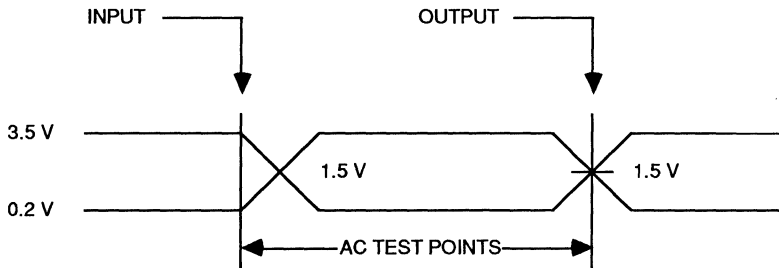 INPUT
OUTPUT
3.5 V
1.5 V
1.5 V
0.2 V
AC TEST POINTS